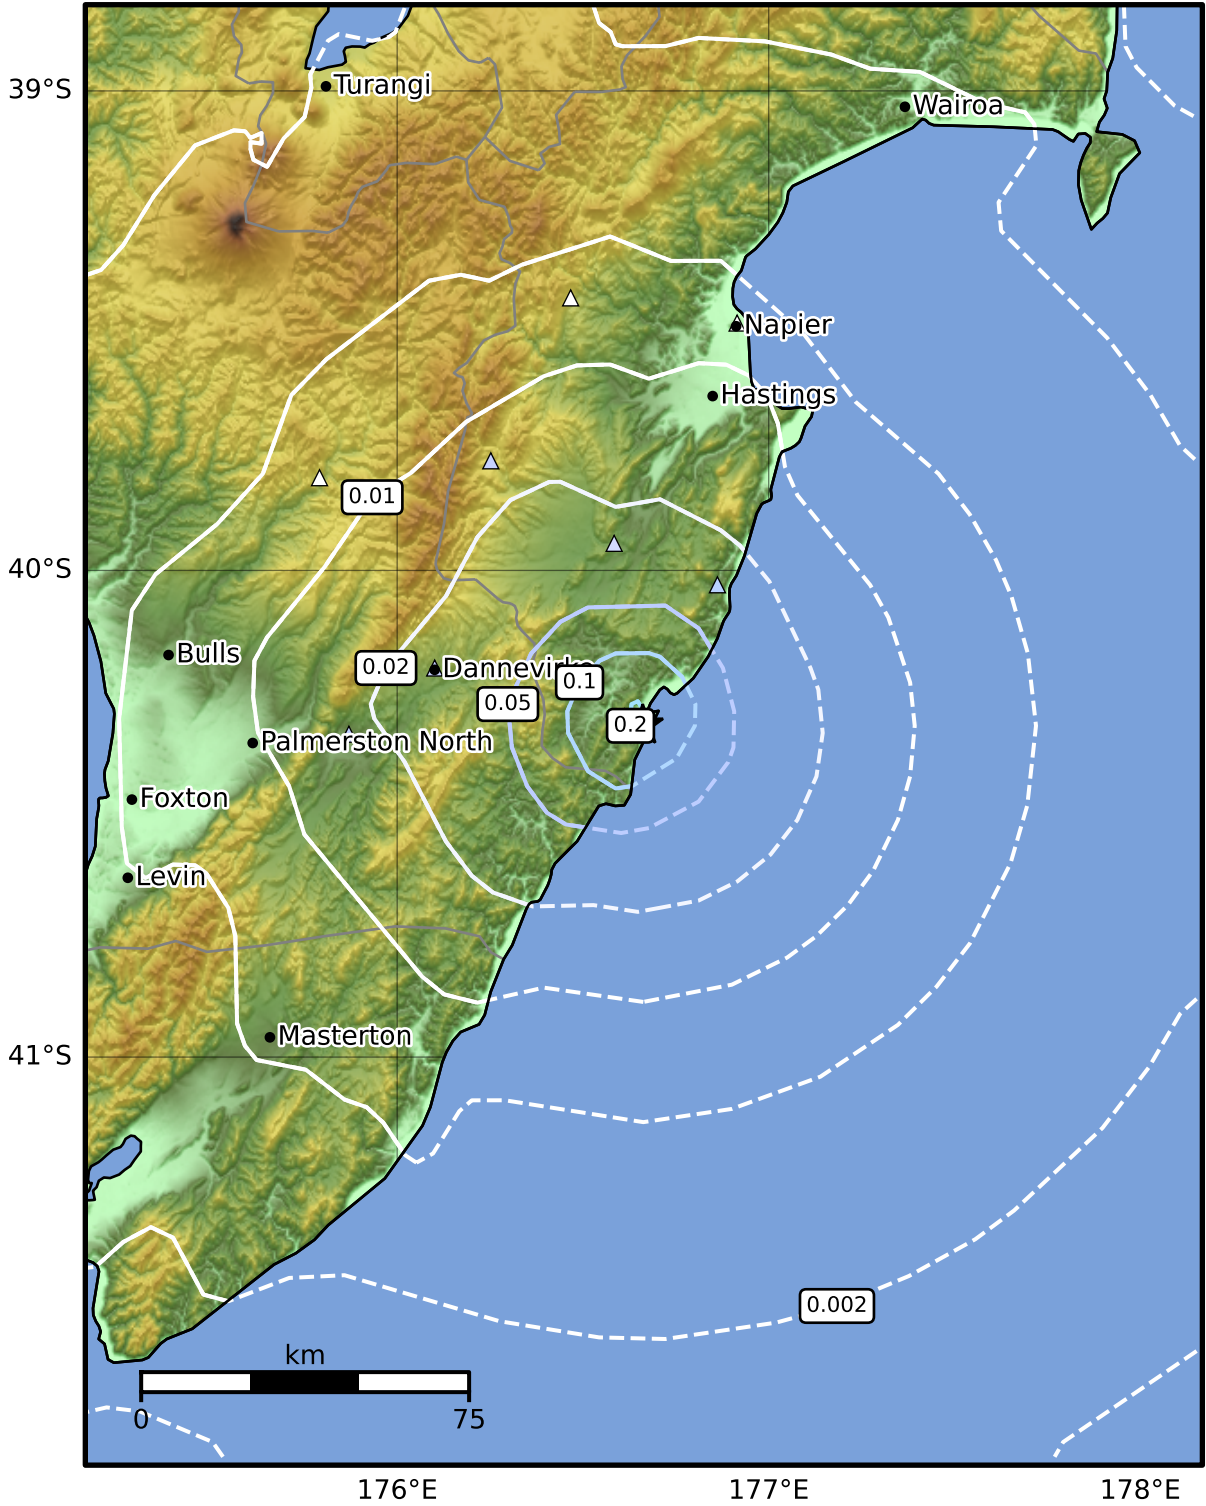 39°S
Turangi
Wairoa
Napier
Hastings
0.01
40°S
Bulls
0.02
Dannevirke
0.1
0.05
0.2
Palmerston North
Foxton
Levin
Masterton
41°S
0.002
km
0 75
176°E 177°E 178°E